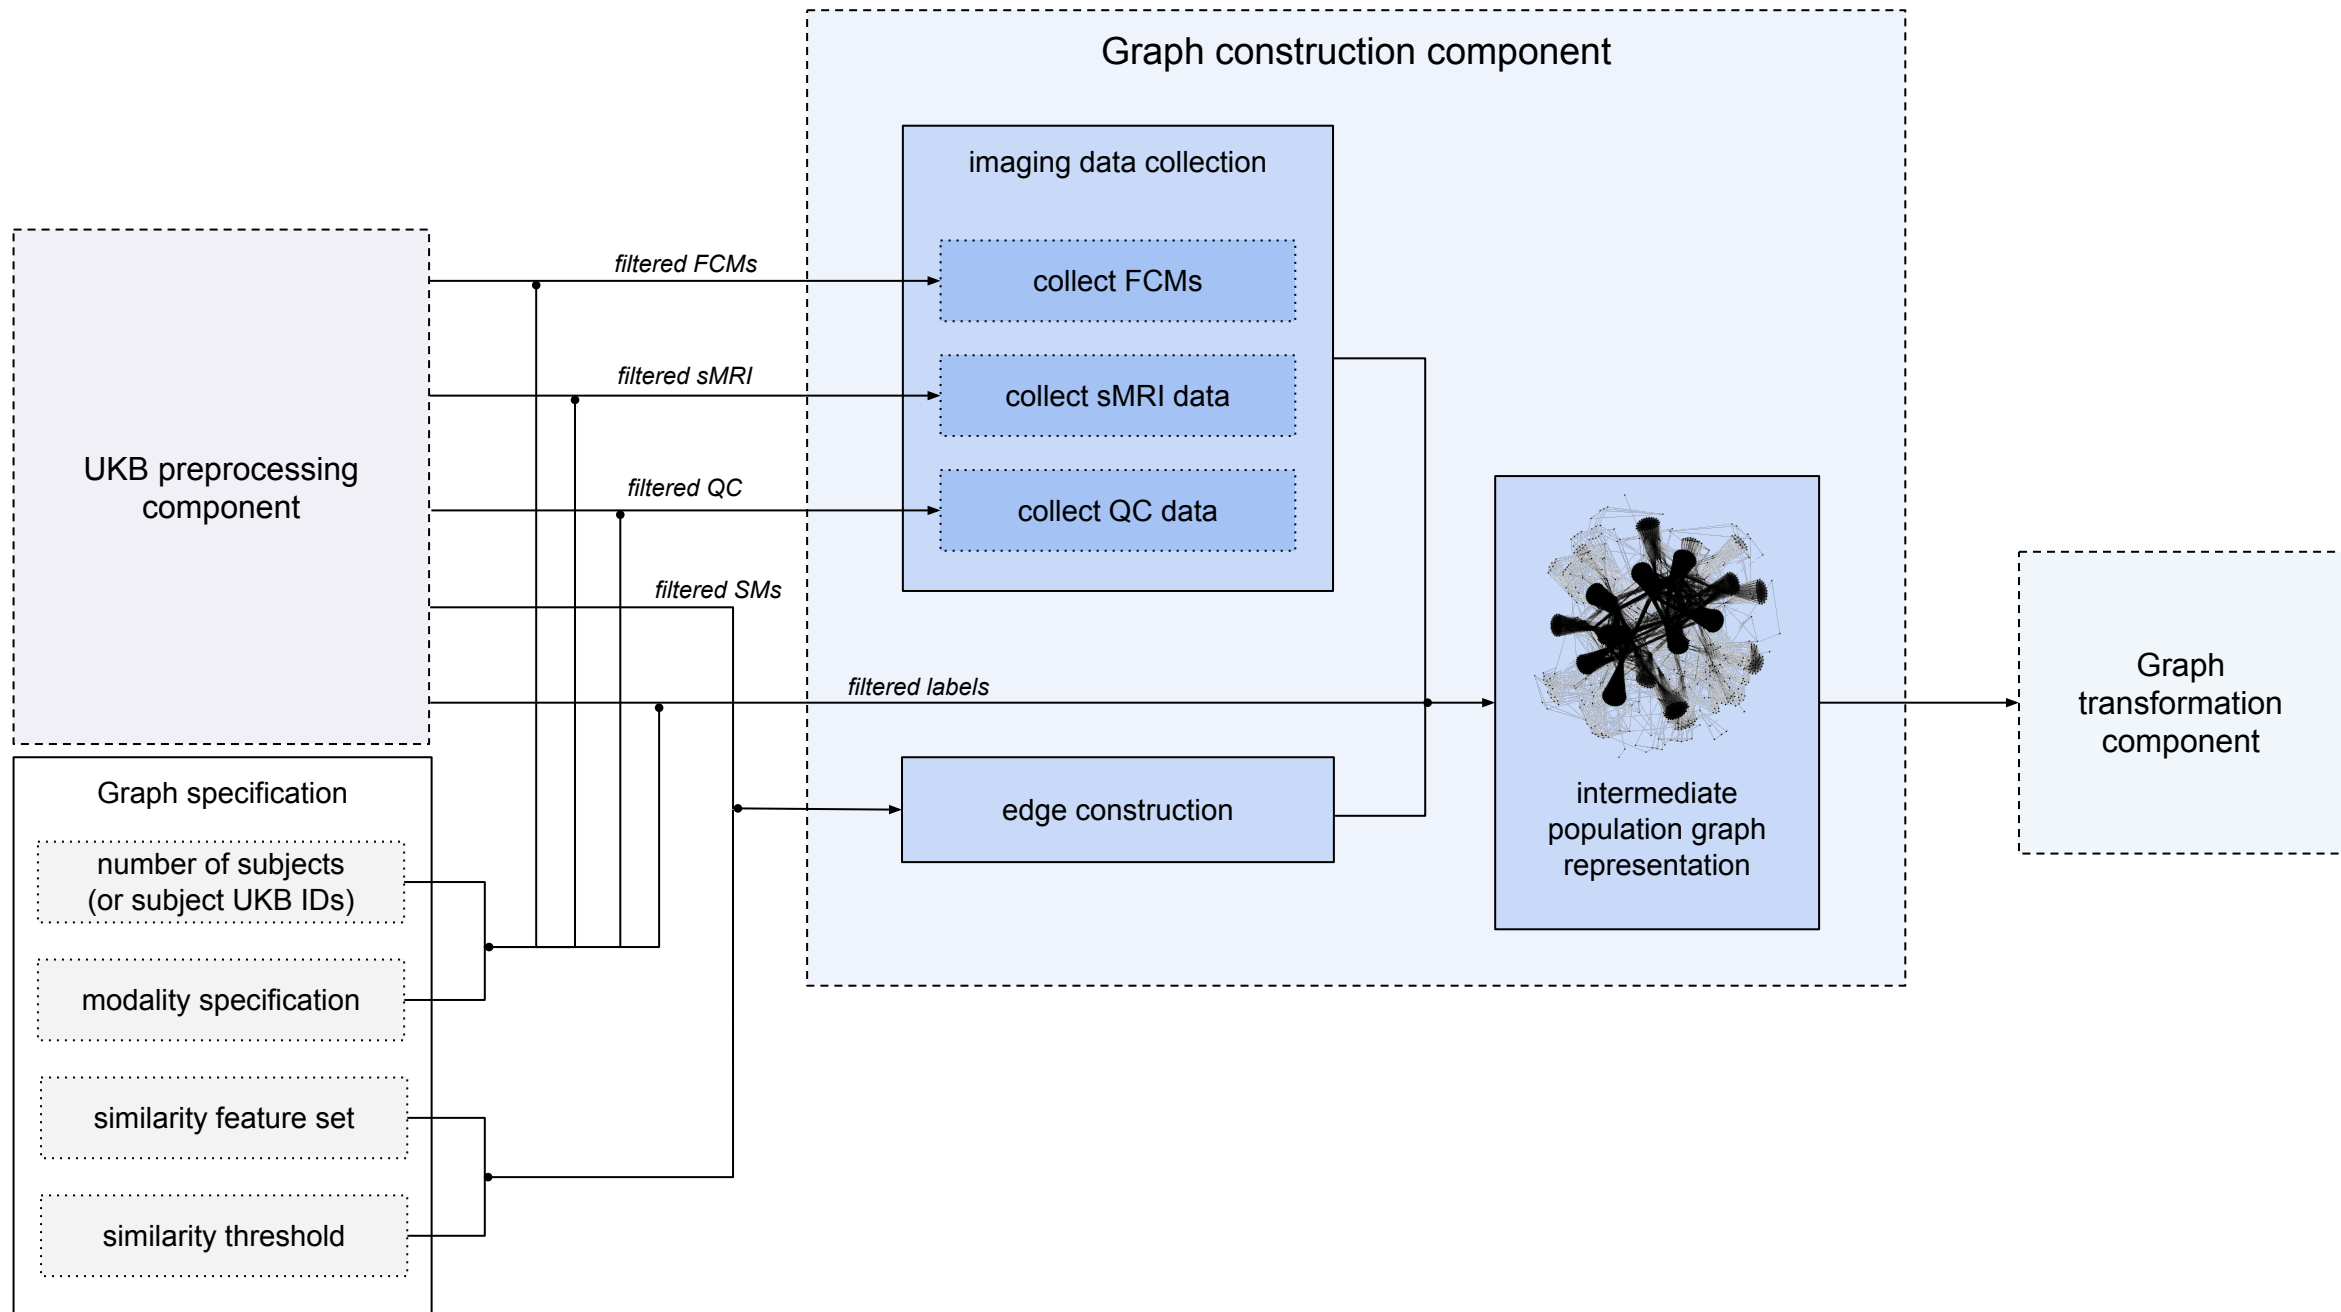 Graph construction component
imaging data collection
filtered FCMs
collect FCMs
filtered sMRI
collect sMRI data
UKB preprocessing
component
filtered QC
collect QC data
filtered SMs
filtered labels
Graph
transformation
component
Graph specification
edge construction
intermediate
population graph
representation
number of subjects
(or subject UKB IDs)
modality specification
similarity feature set
similarity threshold